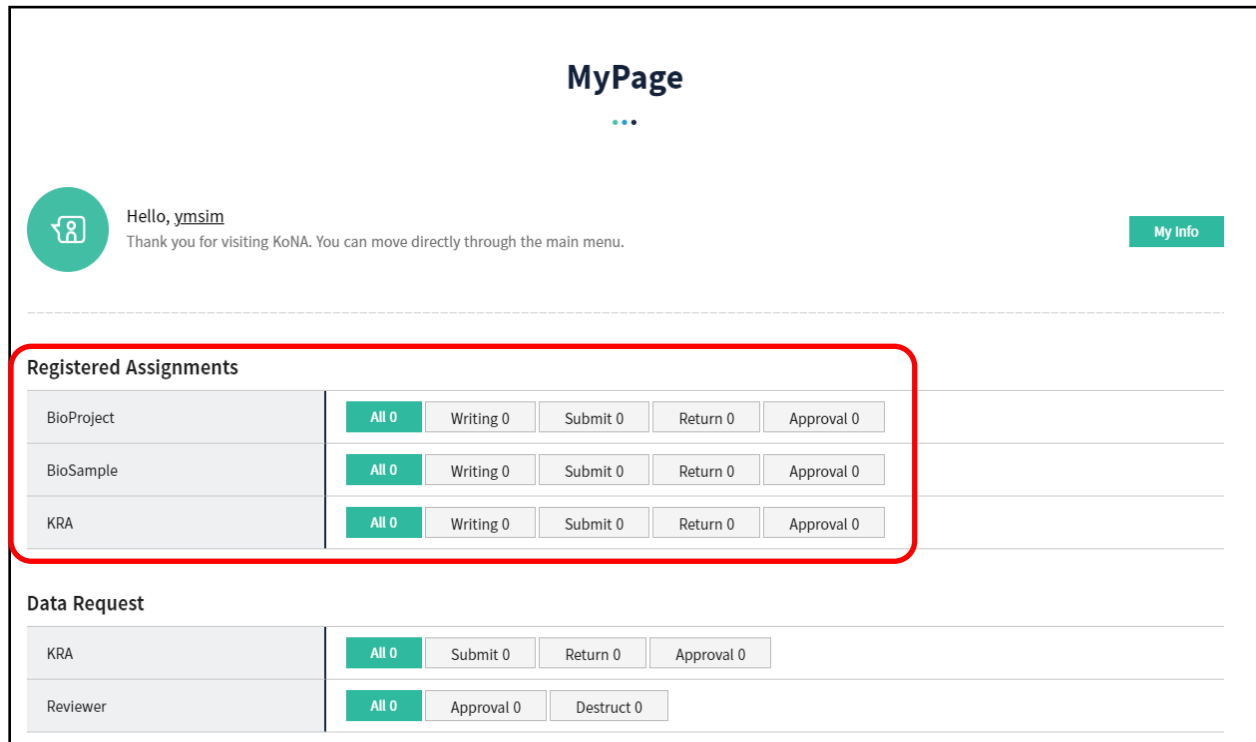 MyPage
Hello, ymsim
Thank you for visiting KoNA. You can move directly through the main menu.
My Info
Registered Assignments
BioProject All 0 Writing 0 Submit 0 Return 0 Approval 0
BioSample All 0 Writing 0 Submit 0 Return 0 Approval 0
KRA All 0 Writing 0 Submit 0 Return 0 Approval 0
Data Request
KRA All 0 Submit 0 Return 0 Approval 0
Reviewer All 0 Approval 0 Destruct 0